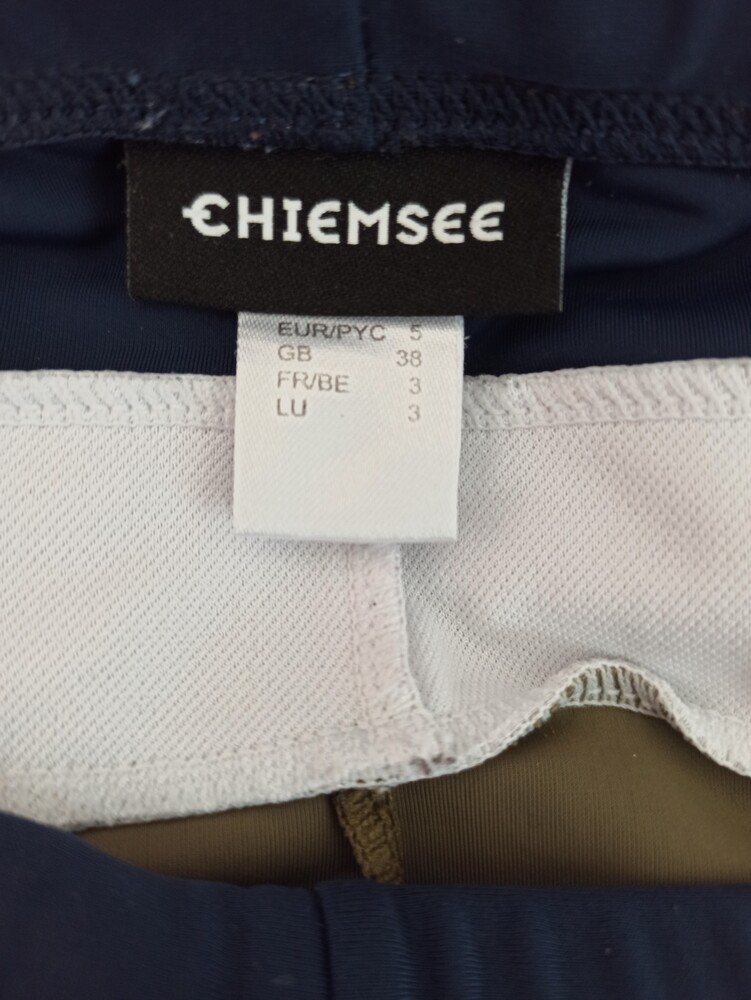 CHIEMSEE
EUR/PYC 5
GB 38
FR/BE 3
LU 3